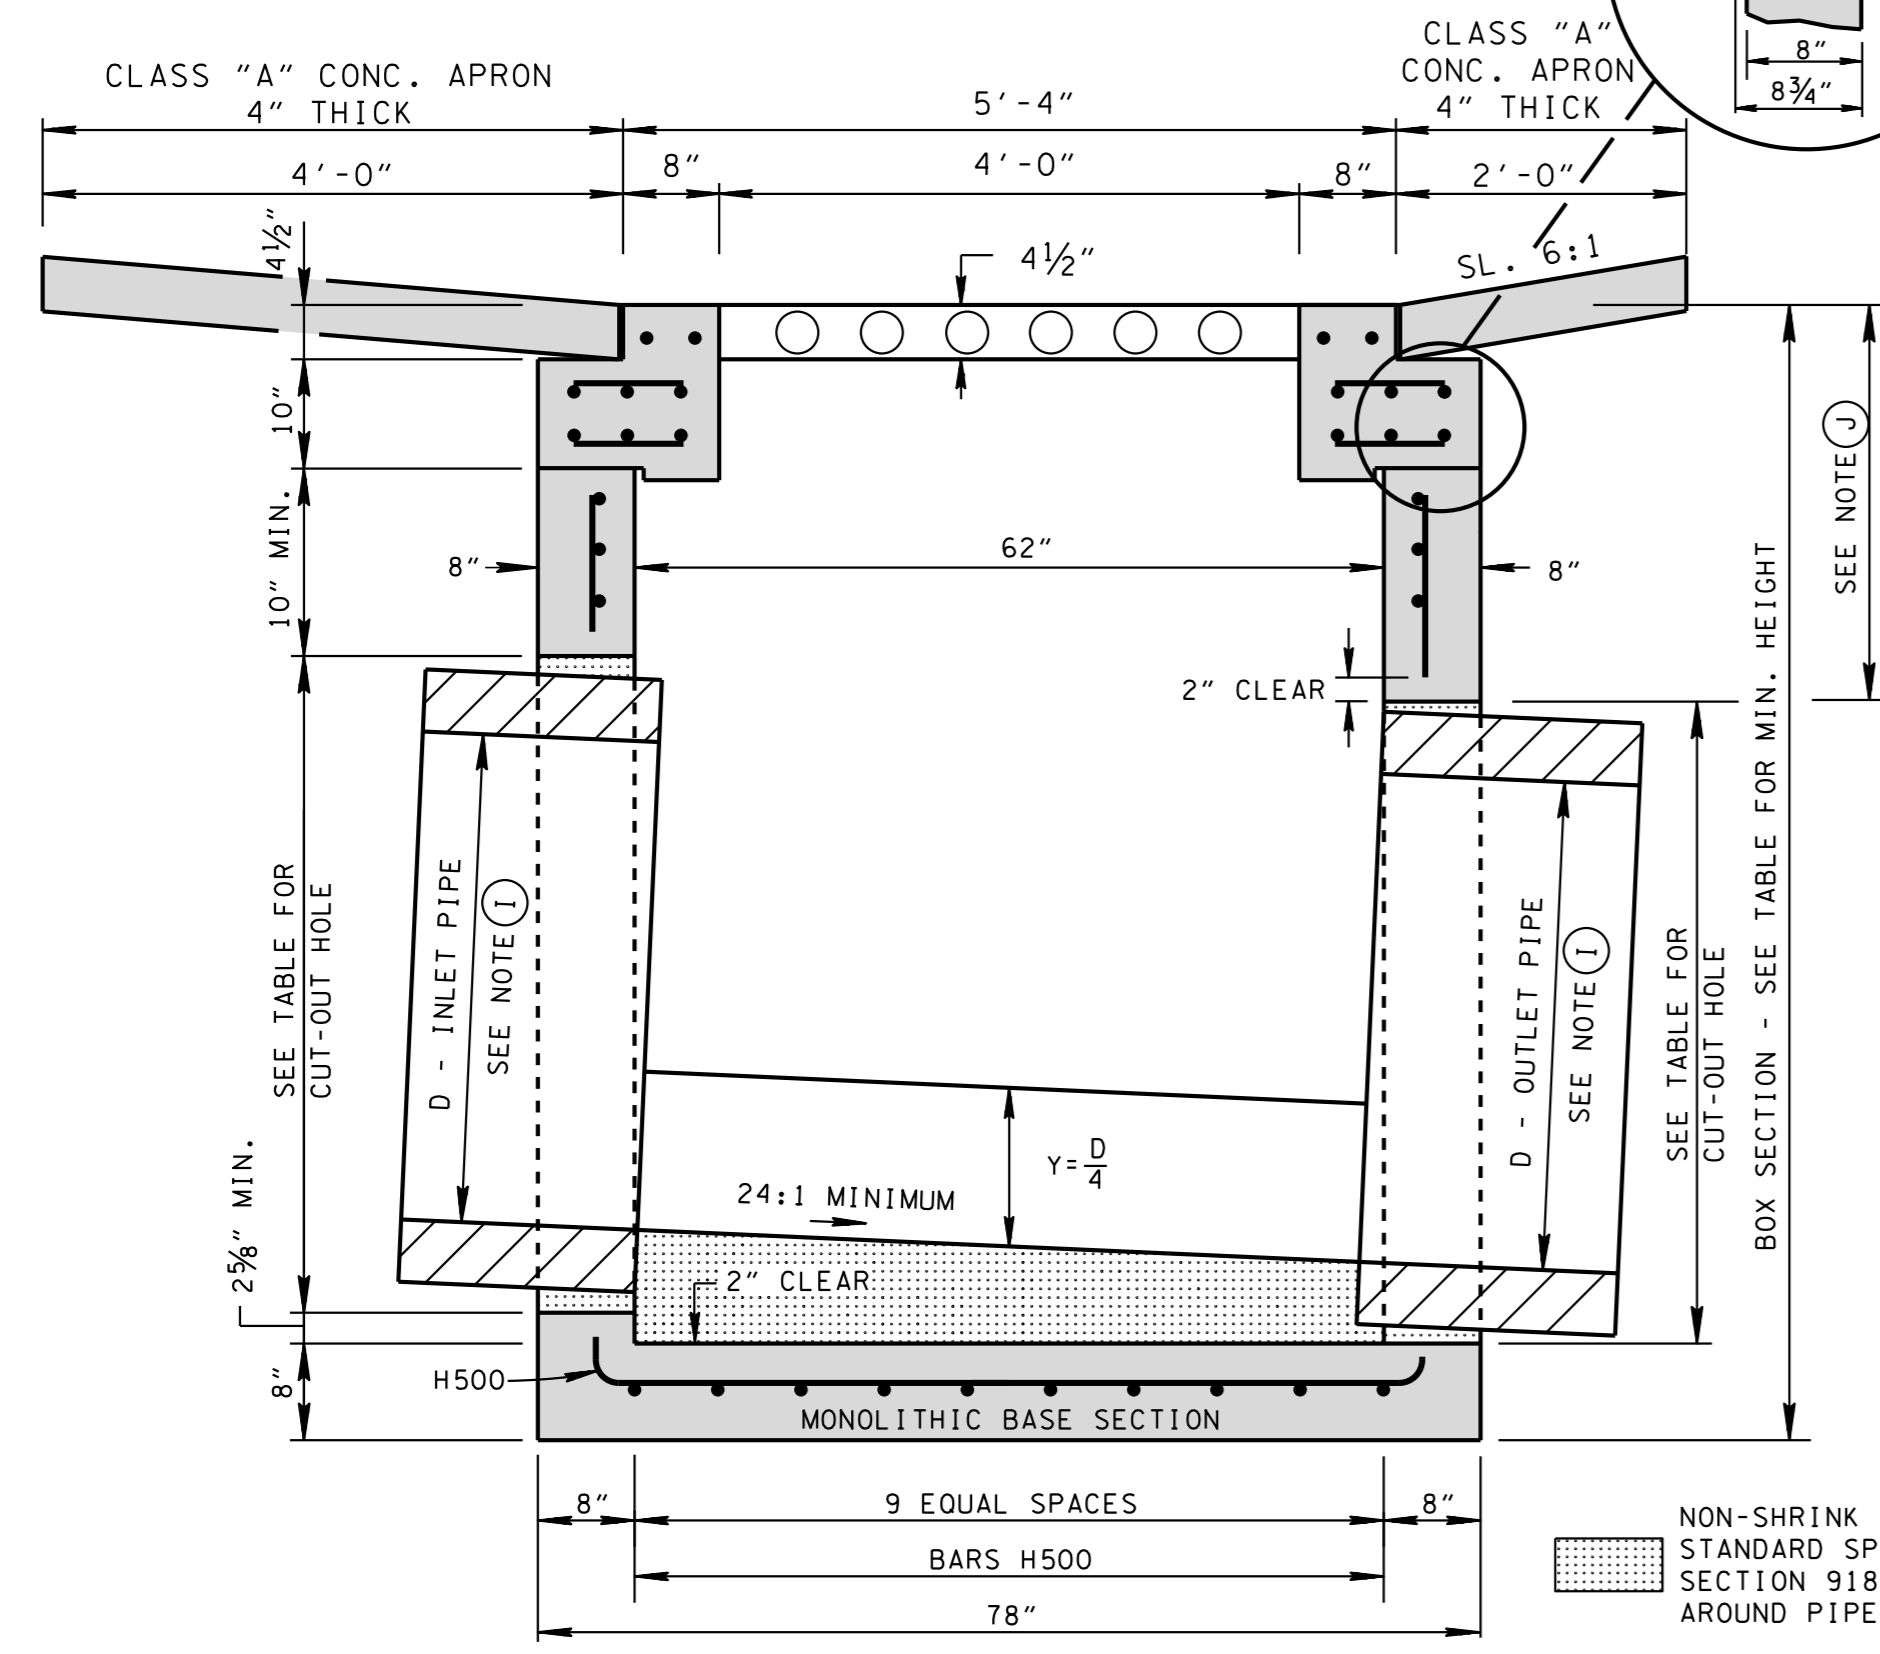 CLASS "A" CONC. APRON
4" THICK
5'-4"
CLASS "A"
CONC. APRON
4" THICK
8"
8¾"
4'-0"
8"
4'-0"
8"
2'-0"
4½"
4½"
SL. 6:1
10"
10" MIN.
8"
62"
8"
2" CLEAR
SEE NOTE J
BOX SECTION - SEE TABLE FOR MIN. HEIGHT
SEE TABLE FOR
CUT-OUT HOLE
D - INLET PIPE
SEE NOTE I
D - OUTLET PIPE
SEE NOTE I
SEE TABLE FOR
CUT-OUT HOLE
Y=D/4
24:1 MINIMUM
2⅝" MIN.
2" CLEAR
8"
H500
MONOLITHIC BASE SECTION
8"
9 EQUAL SPACES
8"
BARS H500
78"
NON-SHRINK
STANDARD SP
SECTION 918
AROUND PIPE